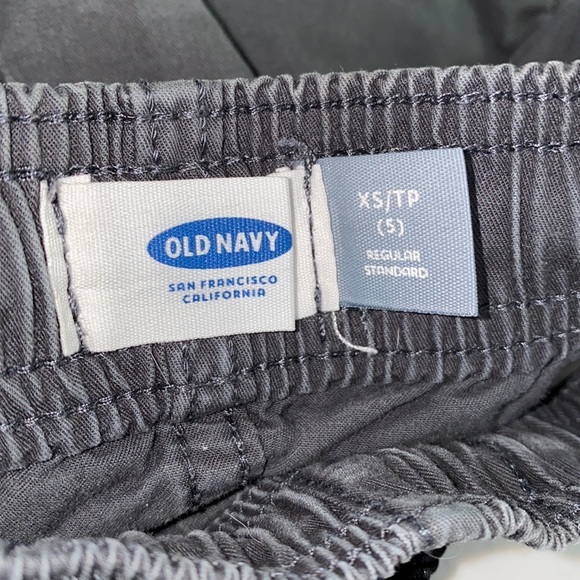 OLD NAVY
SAN FRANCISCO
CALIFORNIA
XS/TP
(5)
REGULAR
STANDARD